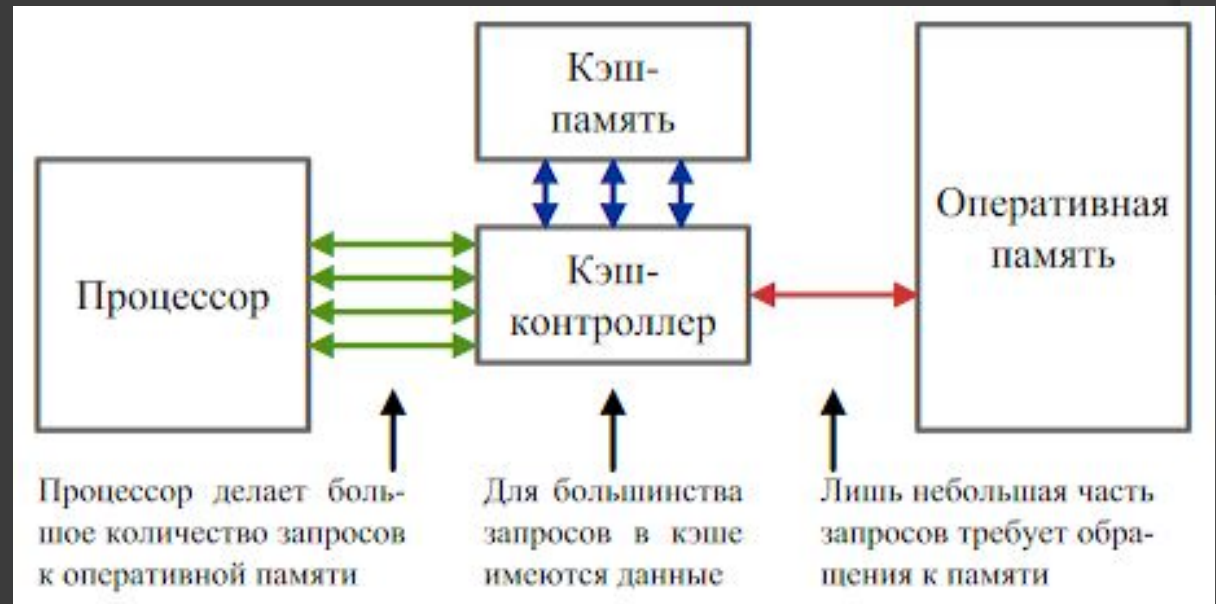 Кэш-
память
Процессор
Кэш-
контроллер
Оперативная
память
Процессор делает боль-
шое количество запросов
к оперативной памяти
Для большинства
запросов в кэше
имеются данные
Лишь небольшая часть
запросов требует обра-
щения к памяти